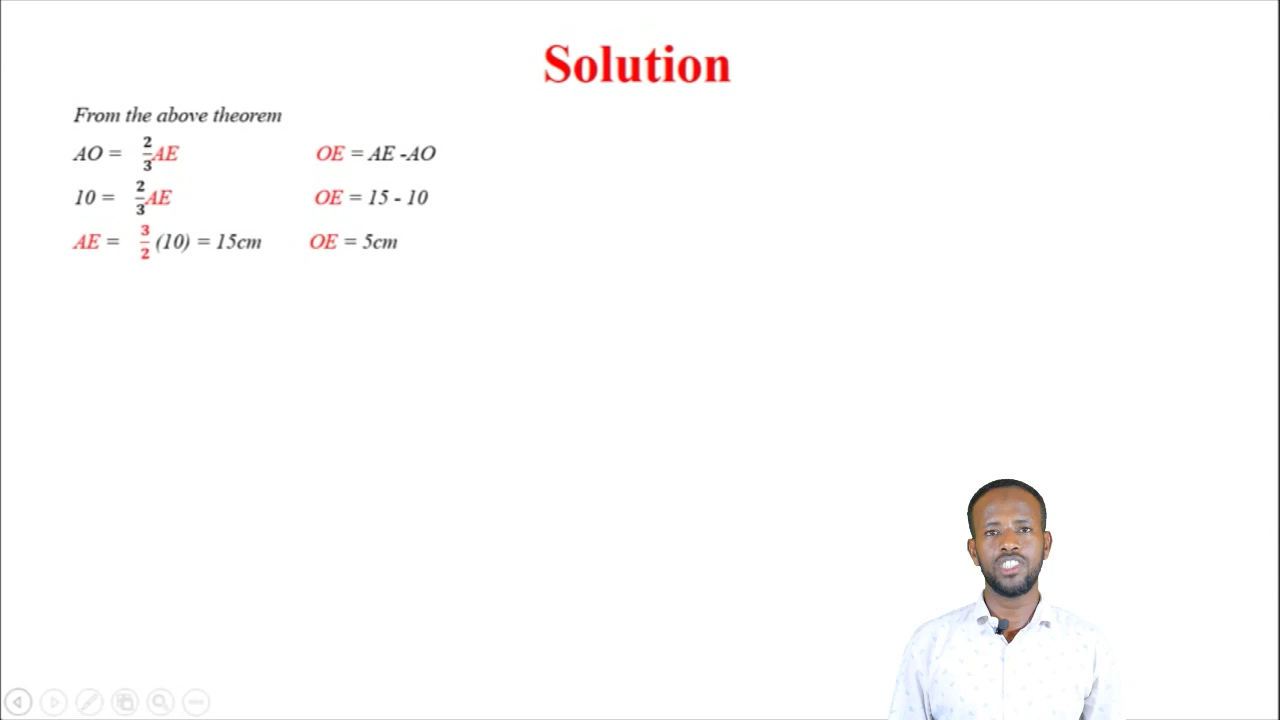 Solution
From the above theorem
AO = 2/3 AE
OE = AE -AO
10 = 2/3 AE
OE = 15 - 10
AE = 3/2 (10) = 15cm
OE = 5cm